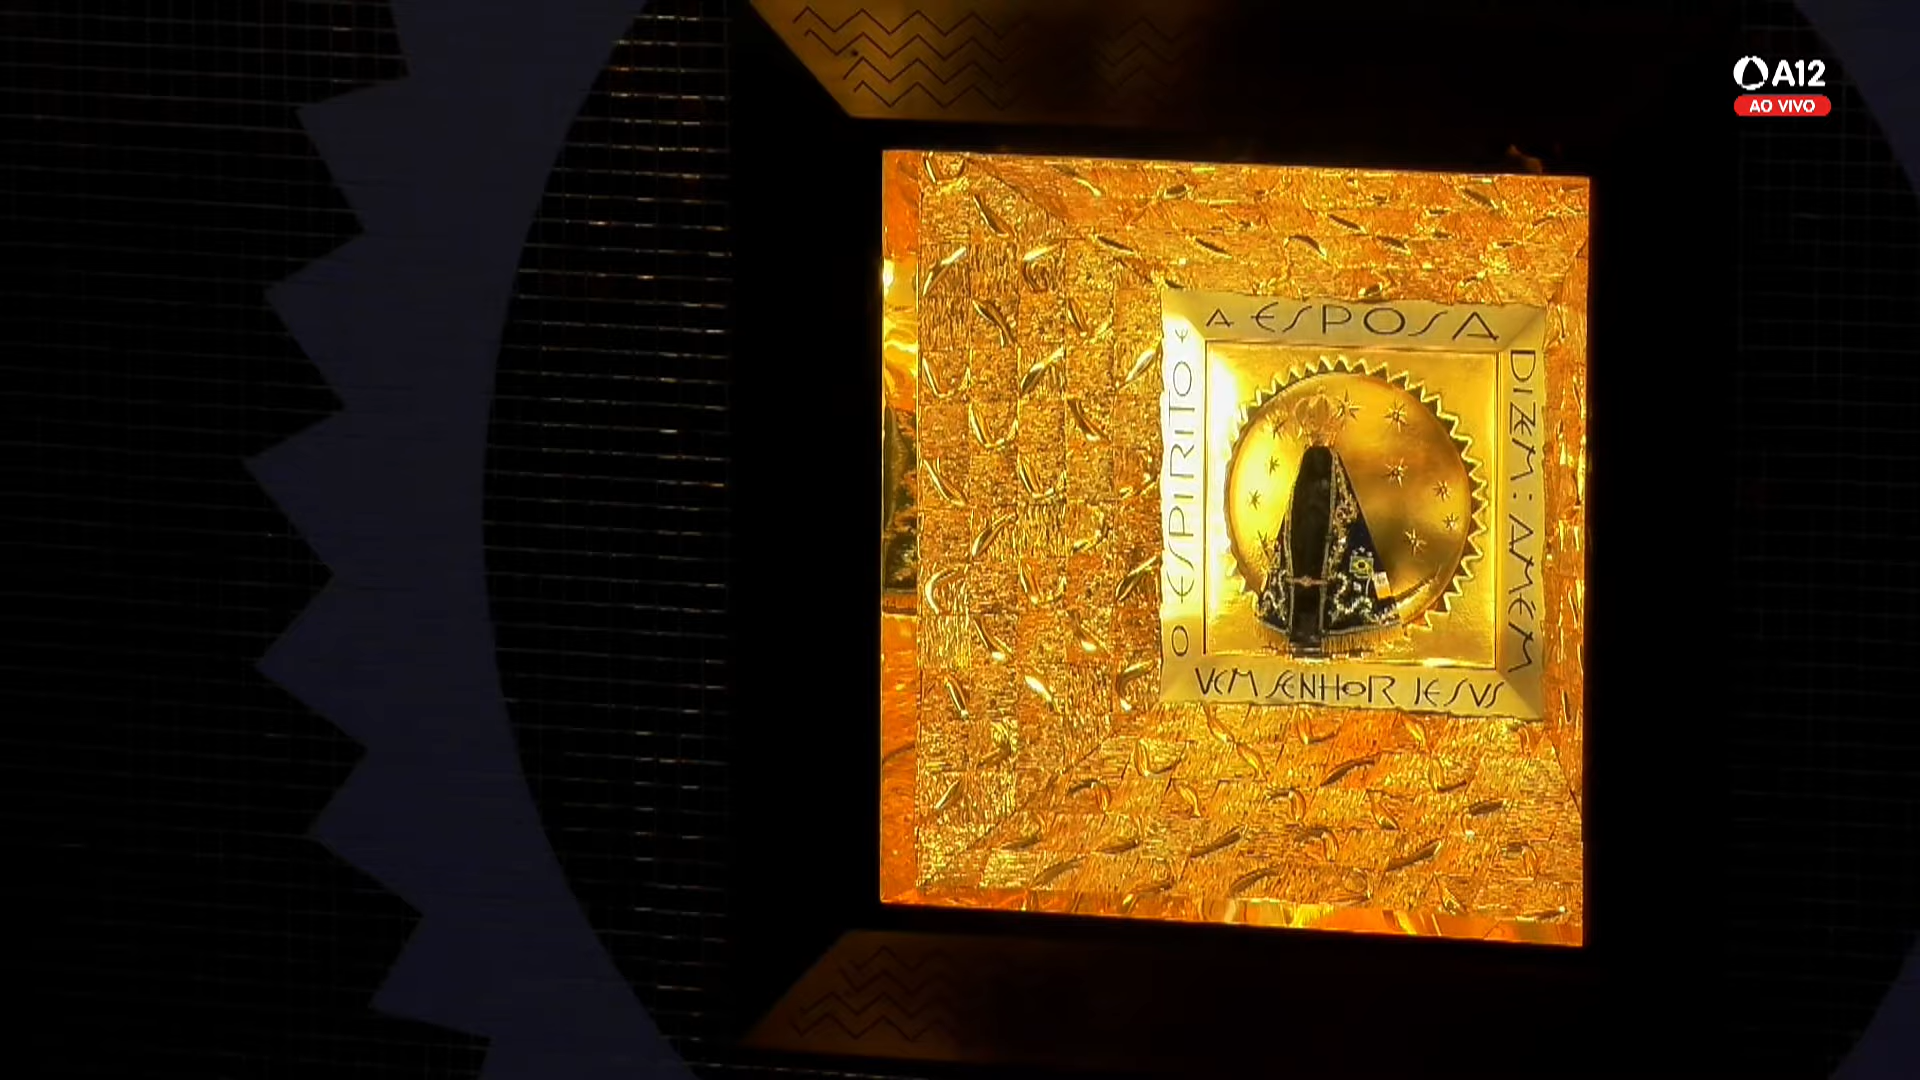 A12
AO VIVO
O ESPIRITO E
A ESPOSA
DIZEM: AMÉM
VEM SENHOR JESUS